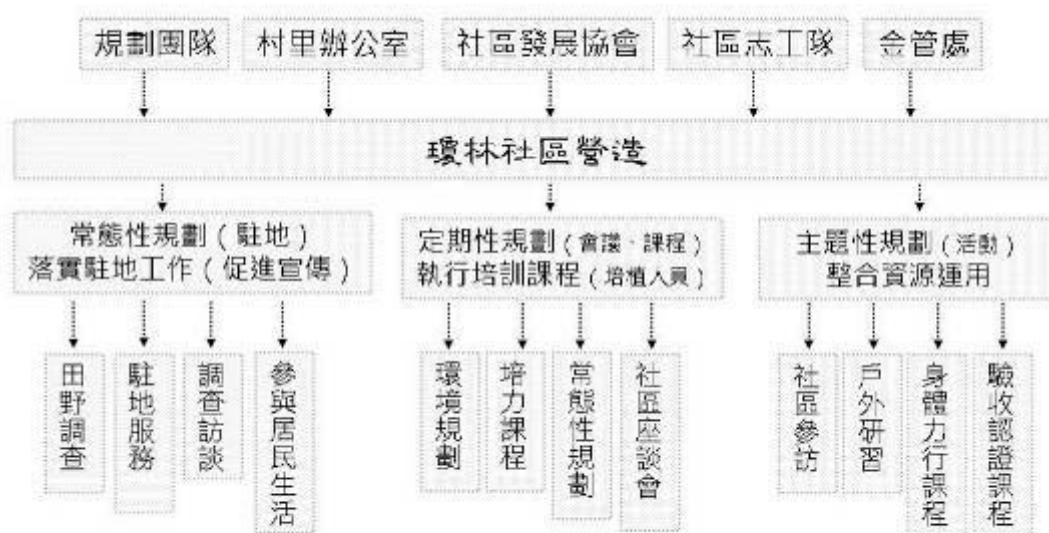 規劃團隊
村里辦公室
社區發展協會
社區志工隊
金管處
瓊林社區營造
常態性規劃（駐地）
落實駐地工作（促進宣傳）
定期性規劃（會議、課程）
執行培訓課程（培植人員）
主題性規劃（活動）
整合資源運用
田野調查
駐地服務
調查訪談
參與居民生活
環境規劃
培力課程
常態性規劃
社區座談會
社區參訪
戶外研習
身體力行課程
驗收認證課程